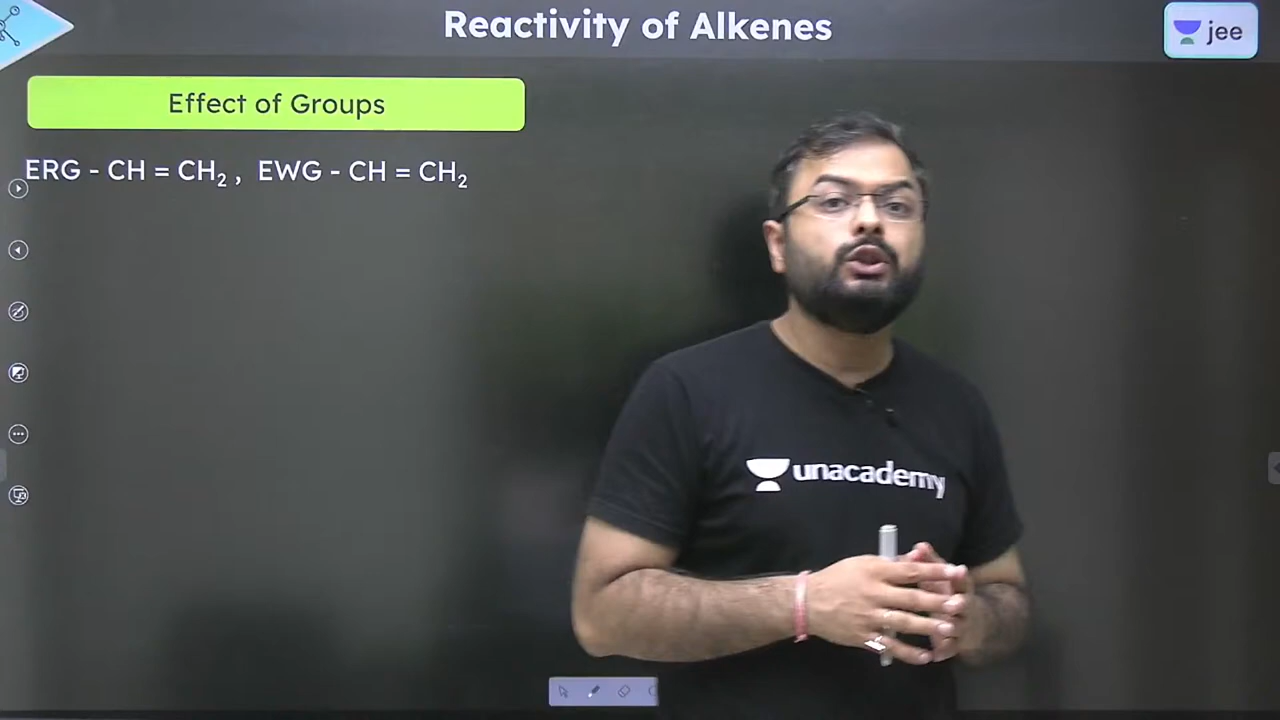 Reactivity of Alkenes
jee
Effect of Groups
ERG - CH = CH₂ , EWG - CH = CH₂
unacademy